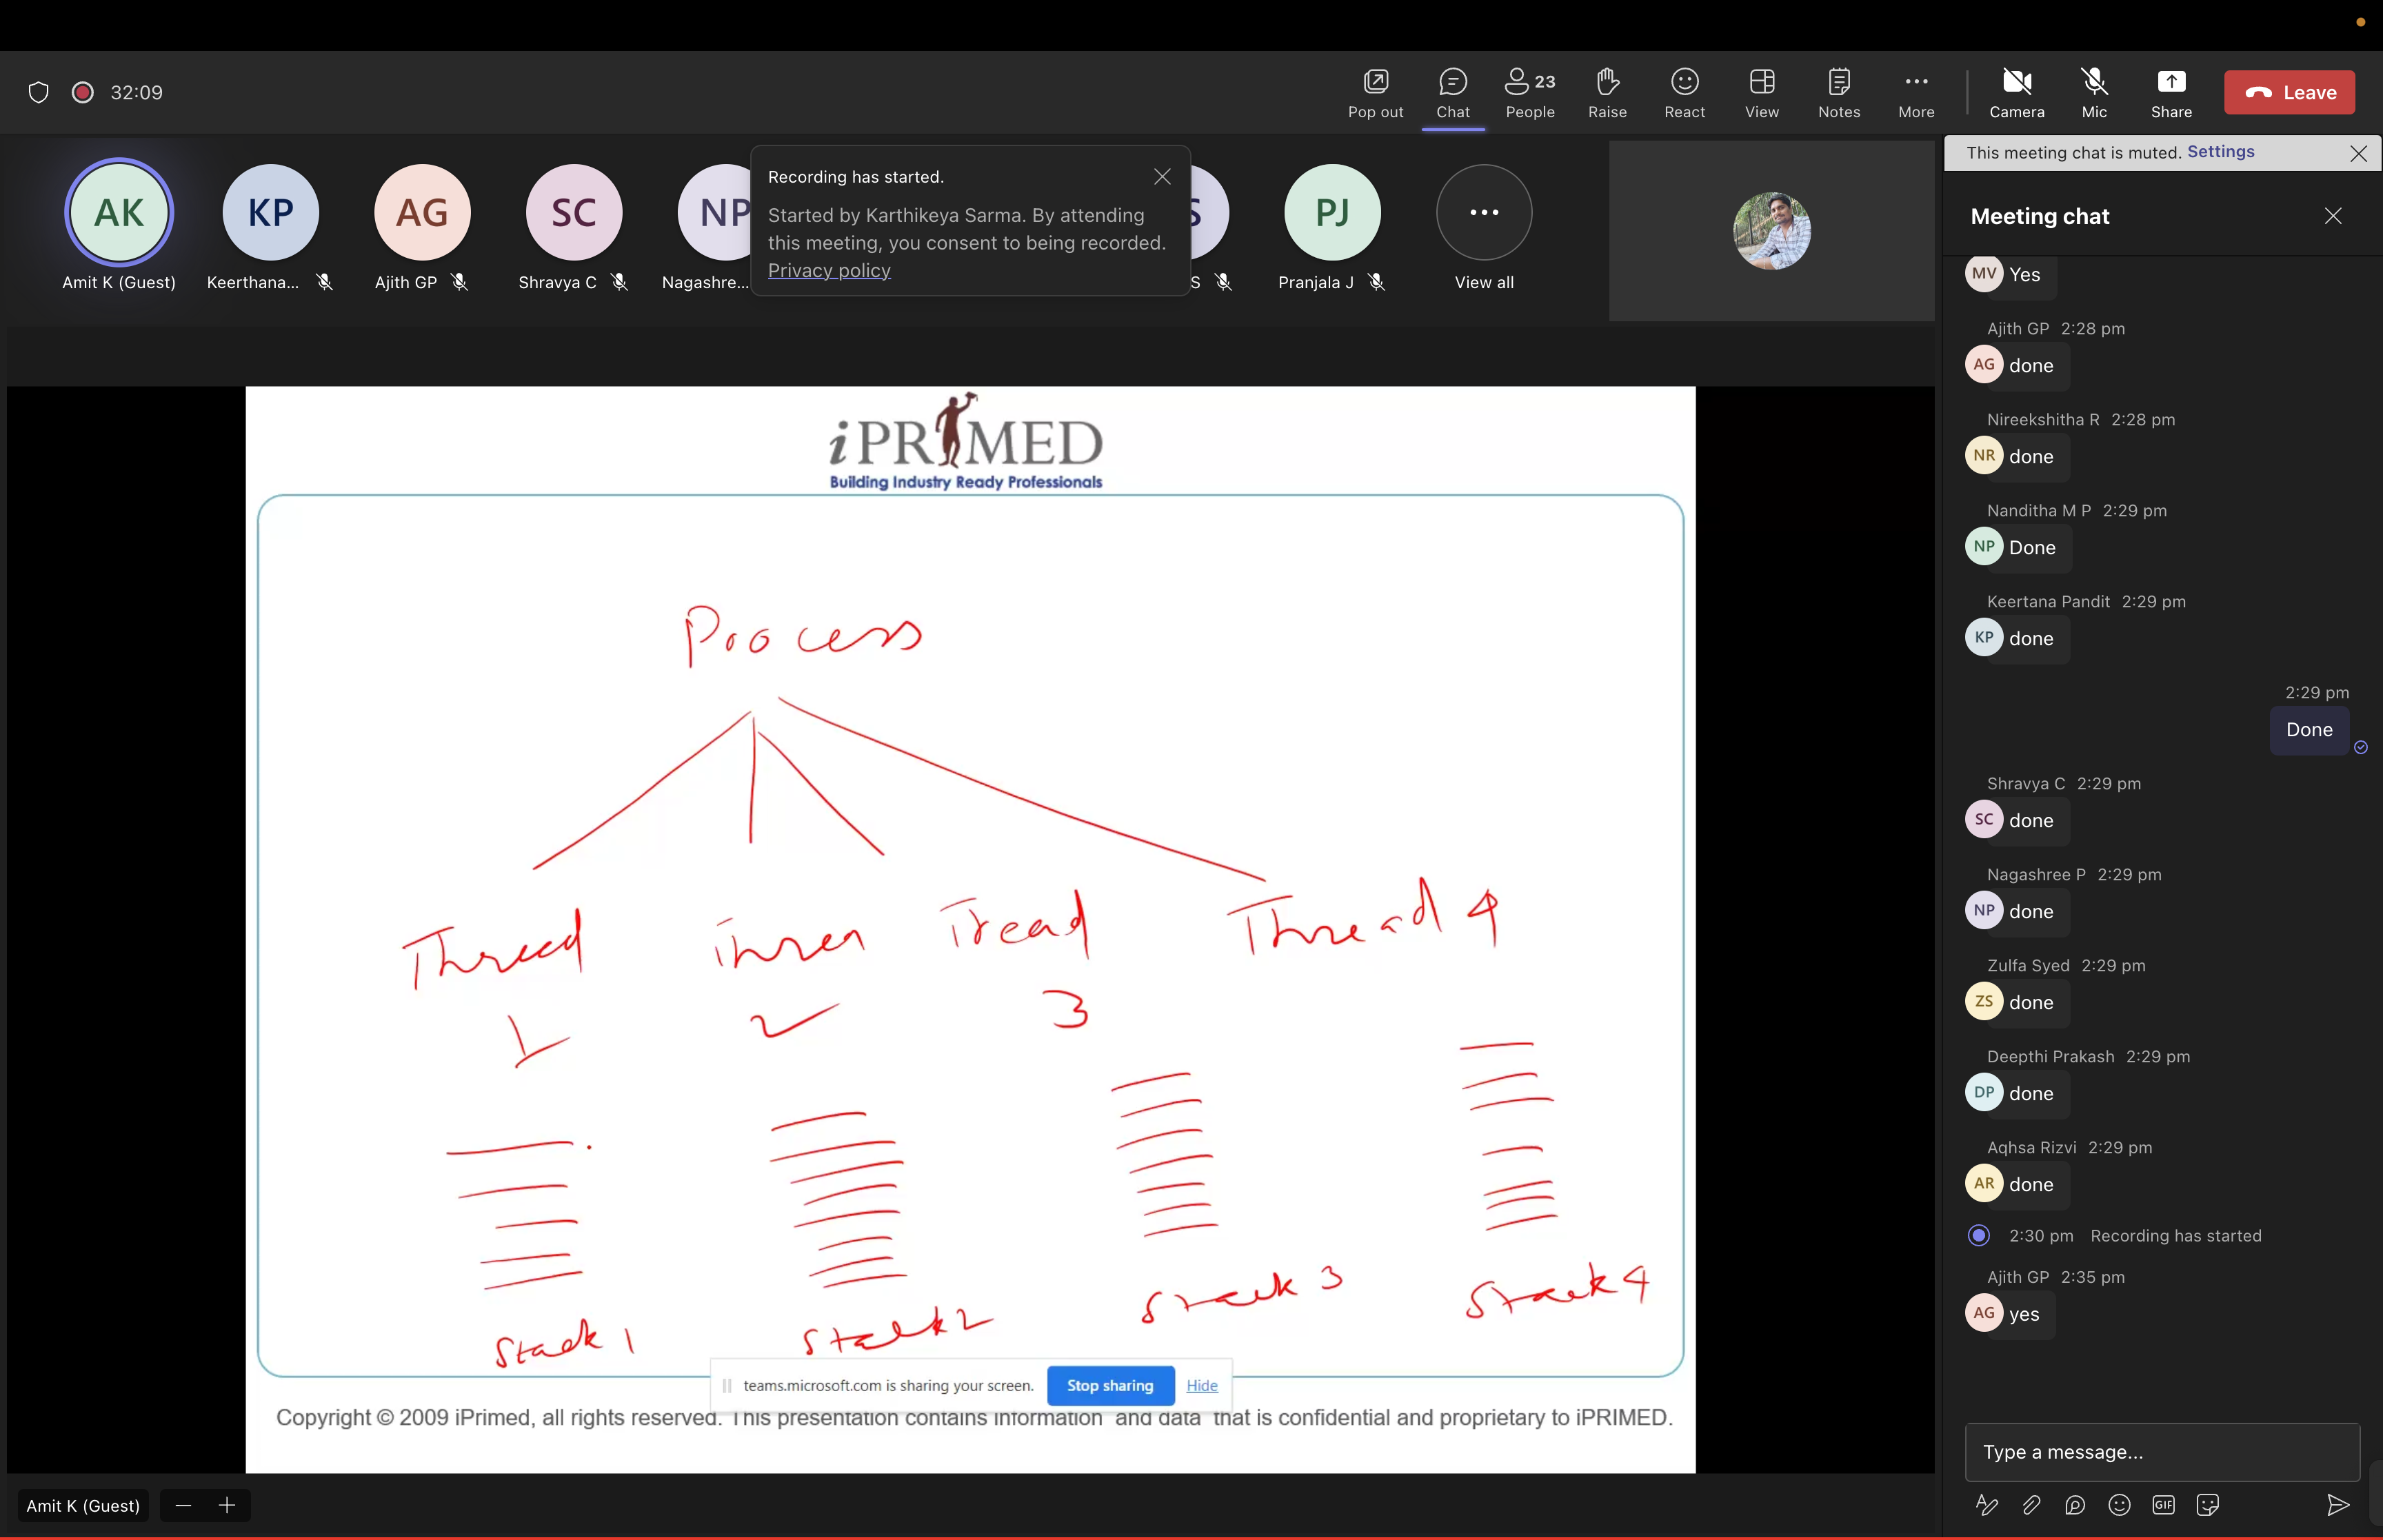 32:09
Pop out
Chat
23
People
Raise
React
View
Notes
More
Camera
Mic
Share
Leave
AK
KP
AG
SC
NP
S
PJ
...
Amit K (Guest)
Keerthana...
Ajith GP
Shravya C
Nagashre...
S
Pranjala J
View all
Recording has started.
Started by Karthikeya Sarma. By attending
this meeting, you consent to being recorded.
Privacy policy
iPRIMED
Building Industry Ready Professionals
Process
Thread
1
Tread
3
Thread 4
2
Stack 1
Stack 2
Stack 3
Stack 4
teams.microsoft.com is sharing your screen.
Stop sharing
Hide
Copyright © 2009 iPrimed, all rights reserved. This presentation contains information and data that is confidential and proprietary to iPRIMED.
Amit K (Guest)
This meeting chat is muted. Settings
Meeting chat
MV Yes
Ajith GP 2:28 pm
AG done
Nireekshitha R 2:28 pm
NR done
Nanditha M P 2:29 pm
NP Done
Keertana Pandit 2:29 pm
KP done
2:29 pm
Done
Shravya C 2:29 pm
SC done
Nagashree P 2:29 pm
NP done
Zulfa Syed 2:29 pm
ZS done
Deepthi Prakash 2:29 pm
DP done
Aqhsa Rizvi 2:29 pm
AR done
2:30 pm Recording has started
Ajith GP 2:35 pm
AG yes
Type a message...
GIF